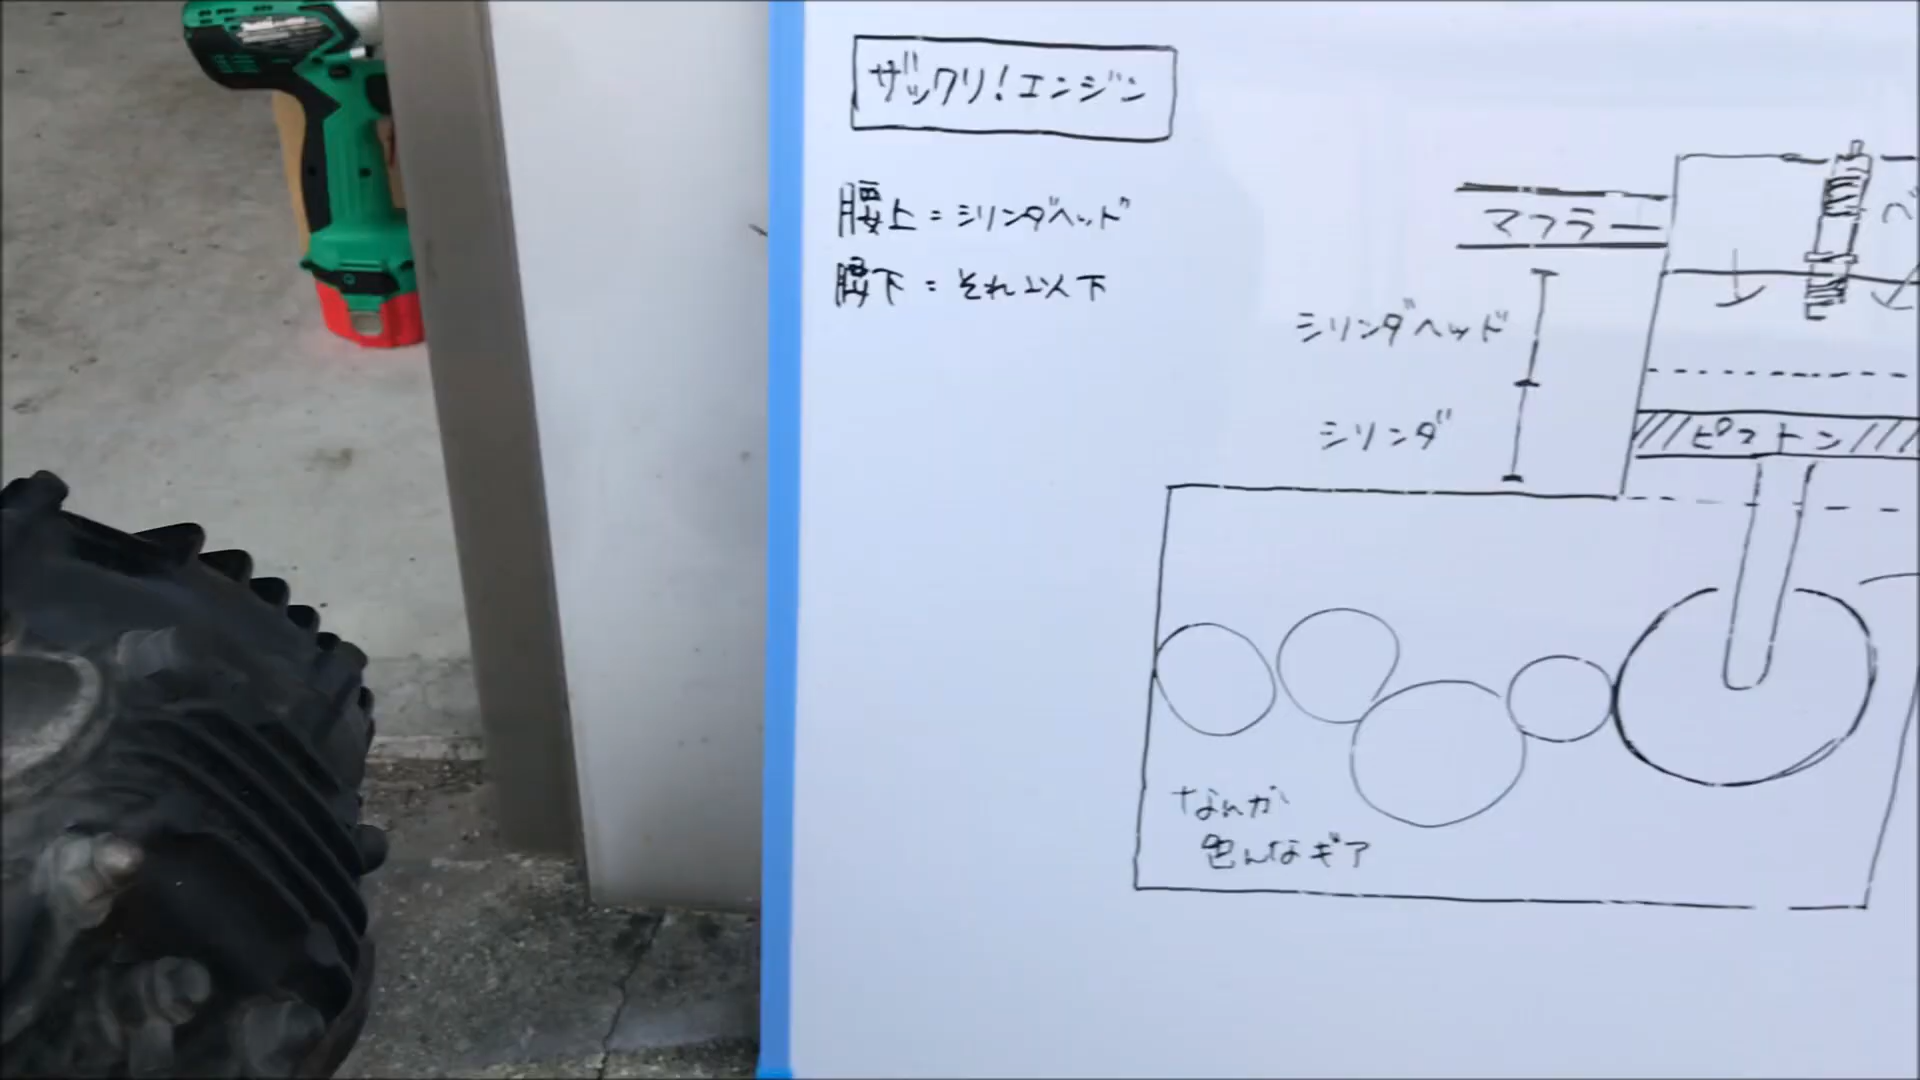 ザックリ!エンジン
腰上=シリンダヘッド
腰下=それ以下
マフラー
シリンダヘッド
シリンダ
ピストン
なんか
色んなギア